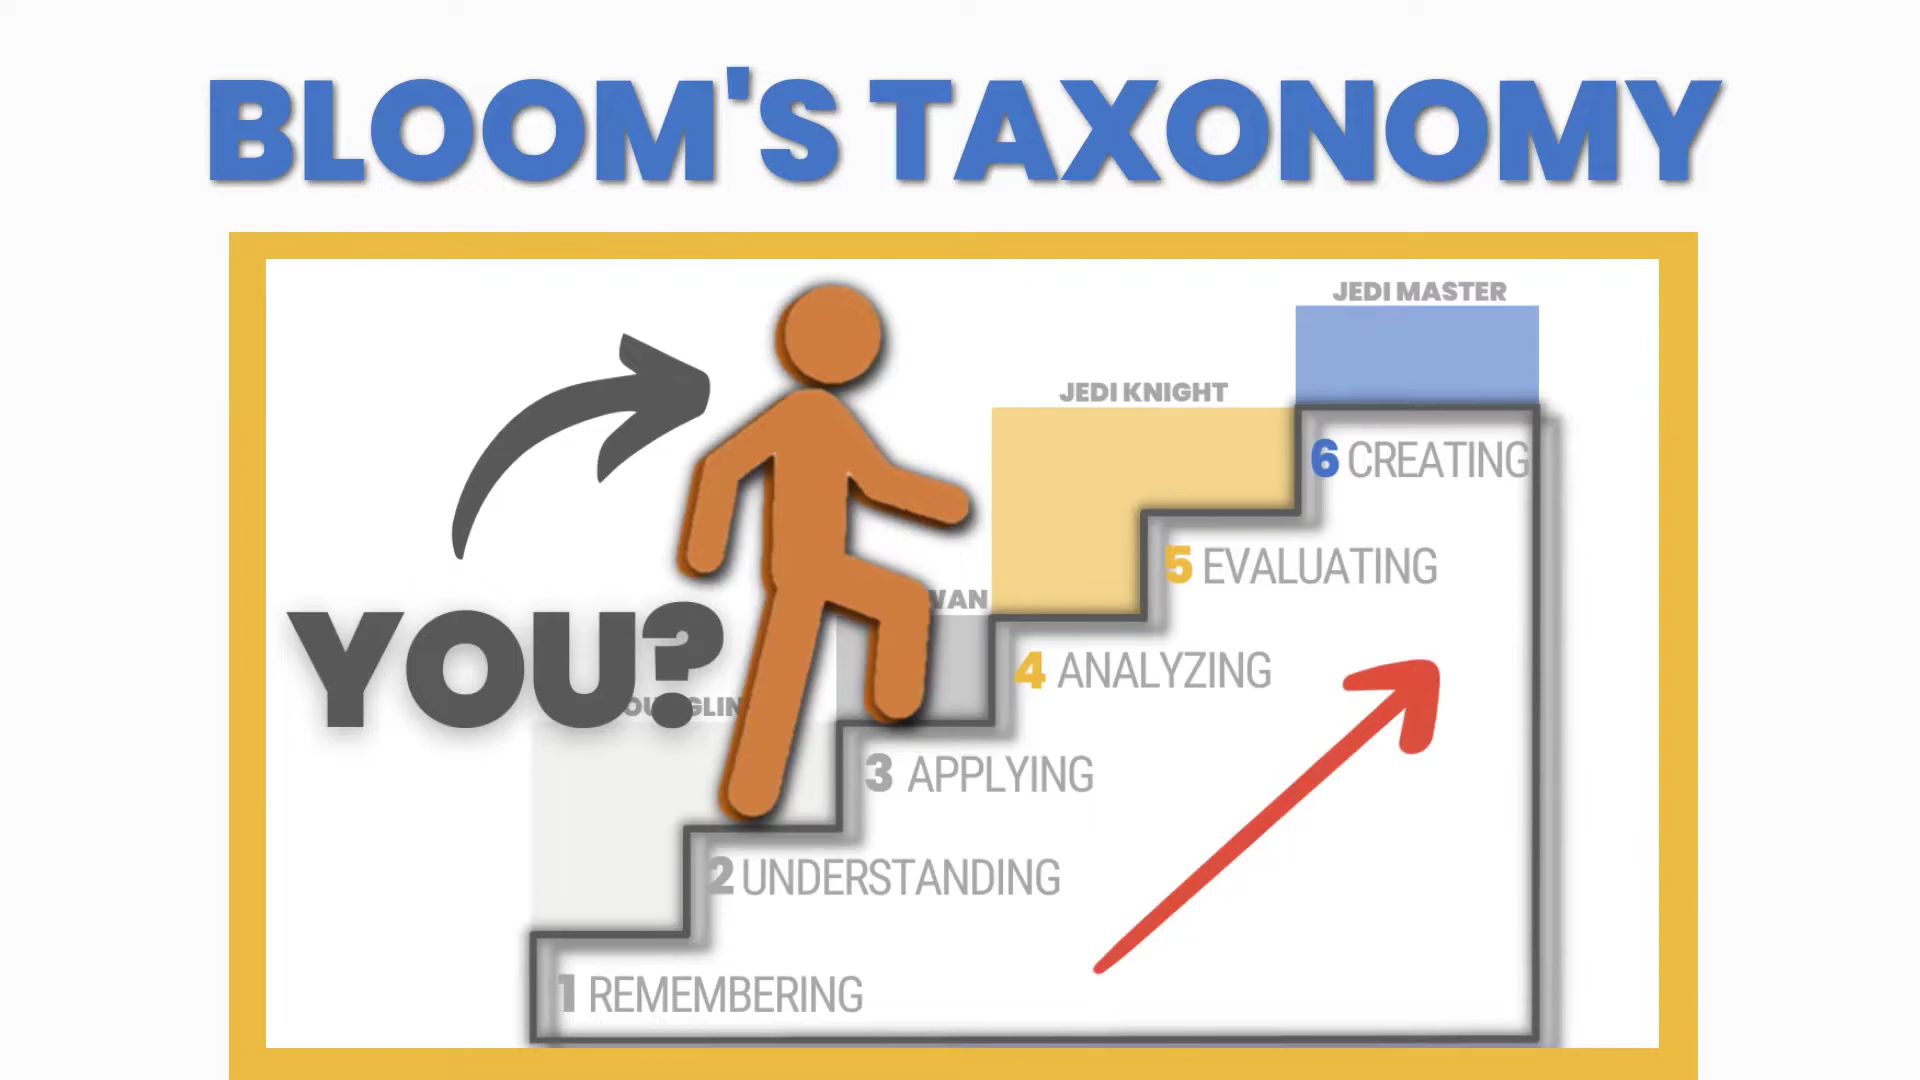 BLOOM'S TAXONOMY
JEDI MASTER
JEDI KNIGHT
6 CREATING
5 EVALUATING
YOU?
4 ANALYZING
3 APPLYING
2 UNDERSTANDING
1 REMEMBERING